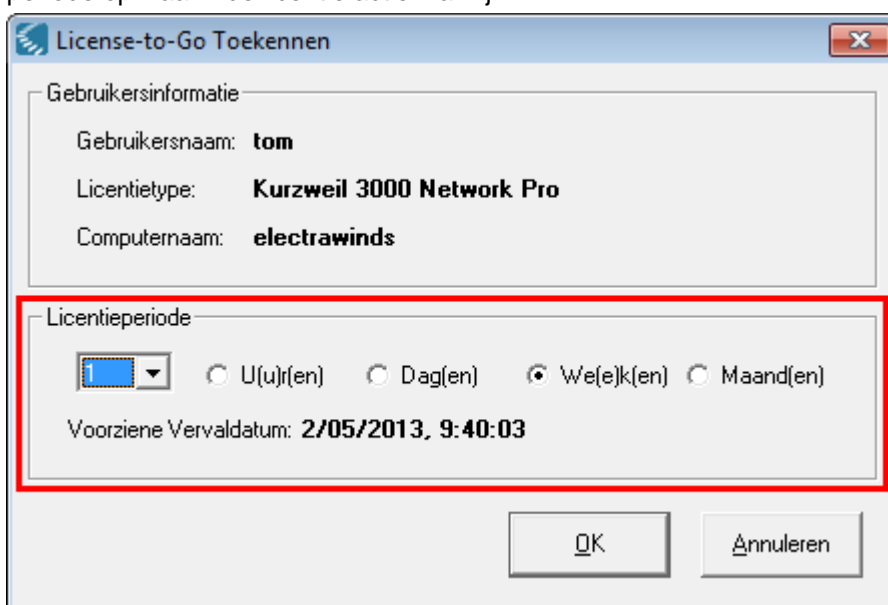 License-to-Go Toekennen
Gebruikersinformatie
Gebruikersnaam: tom
Licentietype: Kurzweil 3000 Network Pro
Computernaam: electrawinds
Licentieperiode
1 U(u)r(en) Dag(en) We(e)k(en) Maand(en)
Voorziene Vervaldatum: 2/05/2013, 9:40:03
OK Annuleren